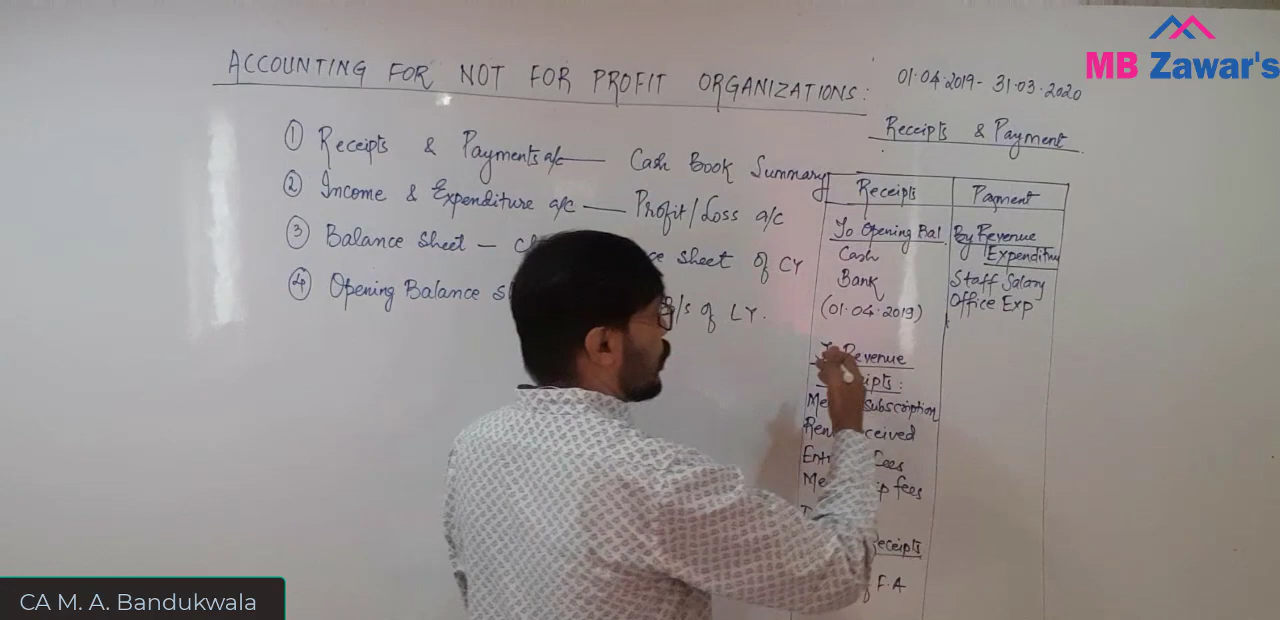 MB Zawar's
ACCOUNTING FOR NOT FOR PROFIT ORGANIZATIONS:
01.04.2019 - 31.03.2020
① Receipts & Payments a/c — Cash Book Summary
② Income & Expenditure a/c — Profit/Loss a/c
③ Balance Sheet — Sheet of CY
④ Opening Balance B/s of LY.
Receipts & Payment
Receipts Payment
To Opening Bal. By Revenue
Cash Expenditure
Bank Staff Salary
(01.04.2019) Office Exp
Revenue
Subscription
fees
Receipts
F.A
CA M. A. Bandukwala